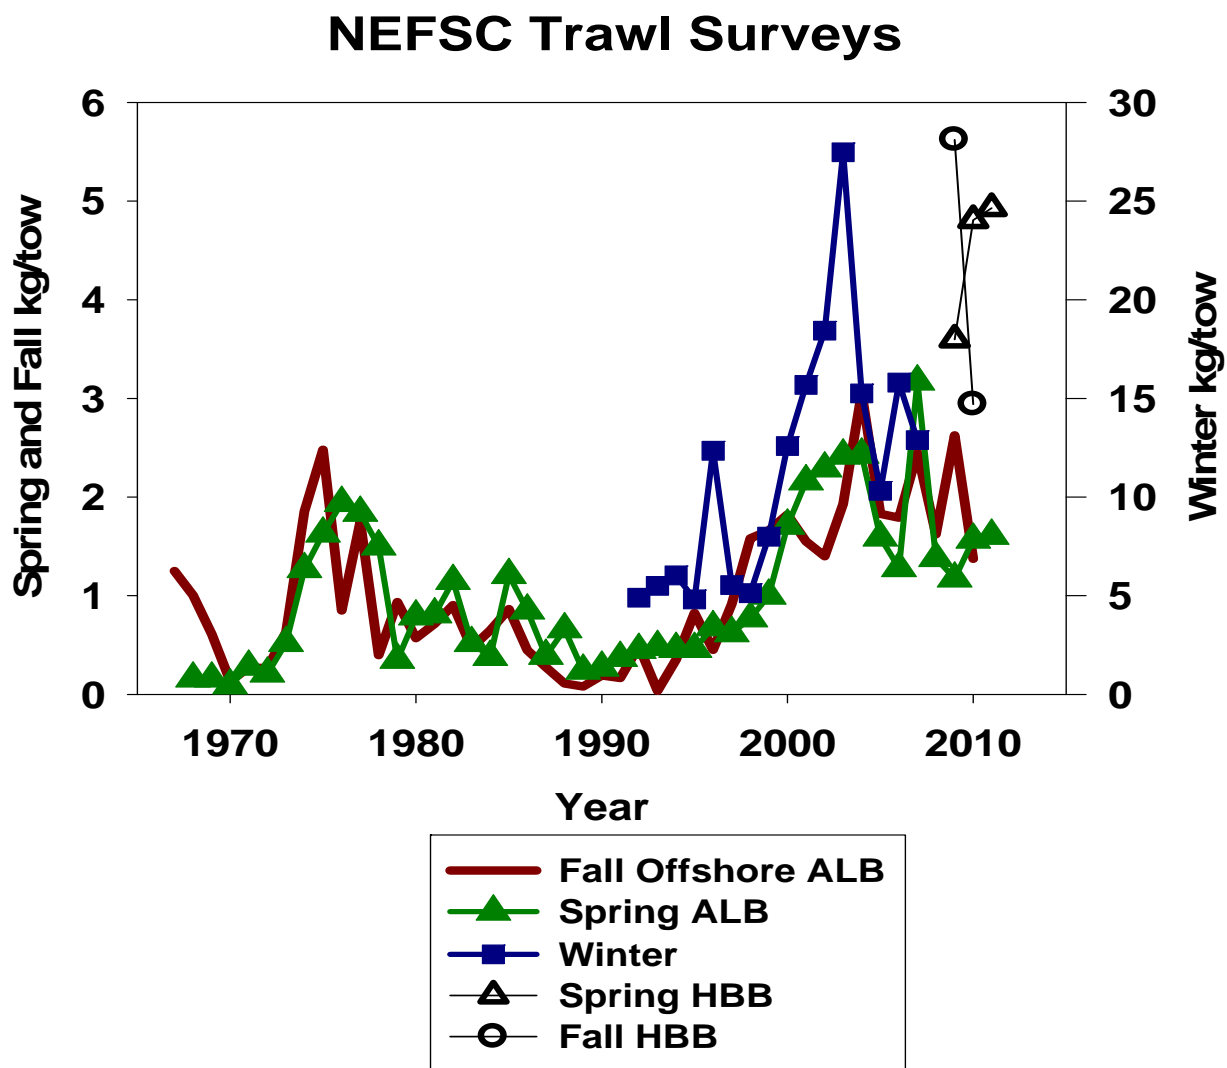 NEFSC Trawl Surveys
Spring and Fall kg/tow
6
5
4
3
2
1
0
30
25
20
15
10
5
0
Winter kg/tow
1970 1980 1990 2000 2010
Year
Fall Offshore ALB
Spring ALB
Winter
Spring HBB
Fall HBB